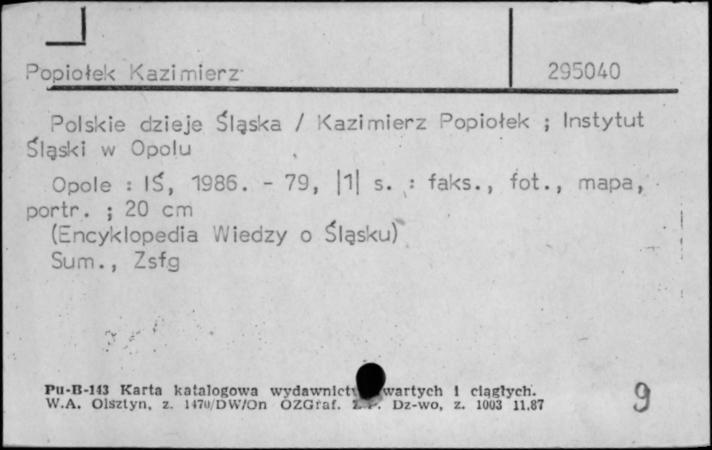 Popiołek Kazimierz 295040
Polskie dzieje Śląska / Kazimierz Popiołek ; Instytut
Śląski w Opolu
Opole : IŚ, 1986. - 79, |1| s. : faks., fot., mapa,
portr. ; 20 cm
(Encyklopedia Wiedzy o Śląsku)
Sum., Zsfg
Pu-B-143 Karta katalogowa wydawnictw wartych i ciągłych.
W.A. Olsztyn, z. DW/On OZGraf. Dz-wo, z. 1003 11.87
9